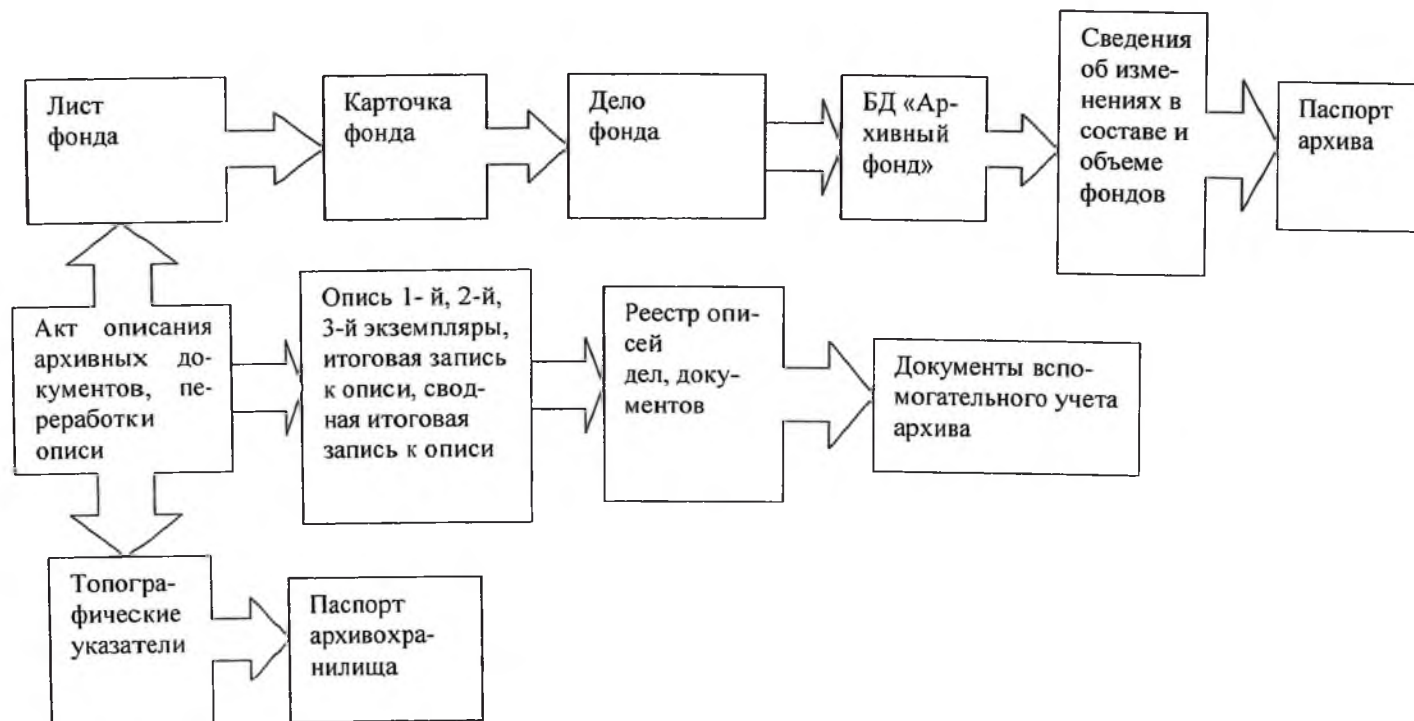 Лист
фонда
Карточка
фонда
Дело
фонда
БД «Ар-
хивный
фонд»
Сведения
об изме-
нениях в
составе и
объеме
фондов
Паспорт
архива
Акт описания
архивных до-
кументов, пе-
реработки
описи
Опись 1- й, 2-й,
3-й экземпляры,
итоговая запись
к описи, свод-
ная итоговая
запись к описи
Реестр опи-
сей
дел, доку-
ментов
Документы вспо-
могательного учета
архива
Топогра-
фические
указатели
Паспорт
архивохра-
нилища